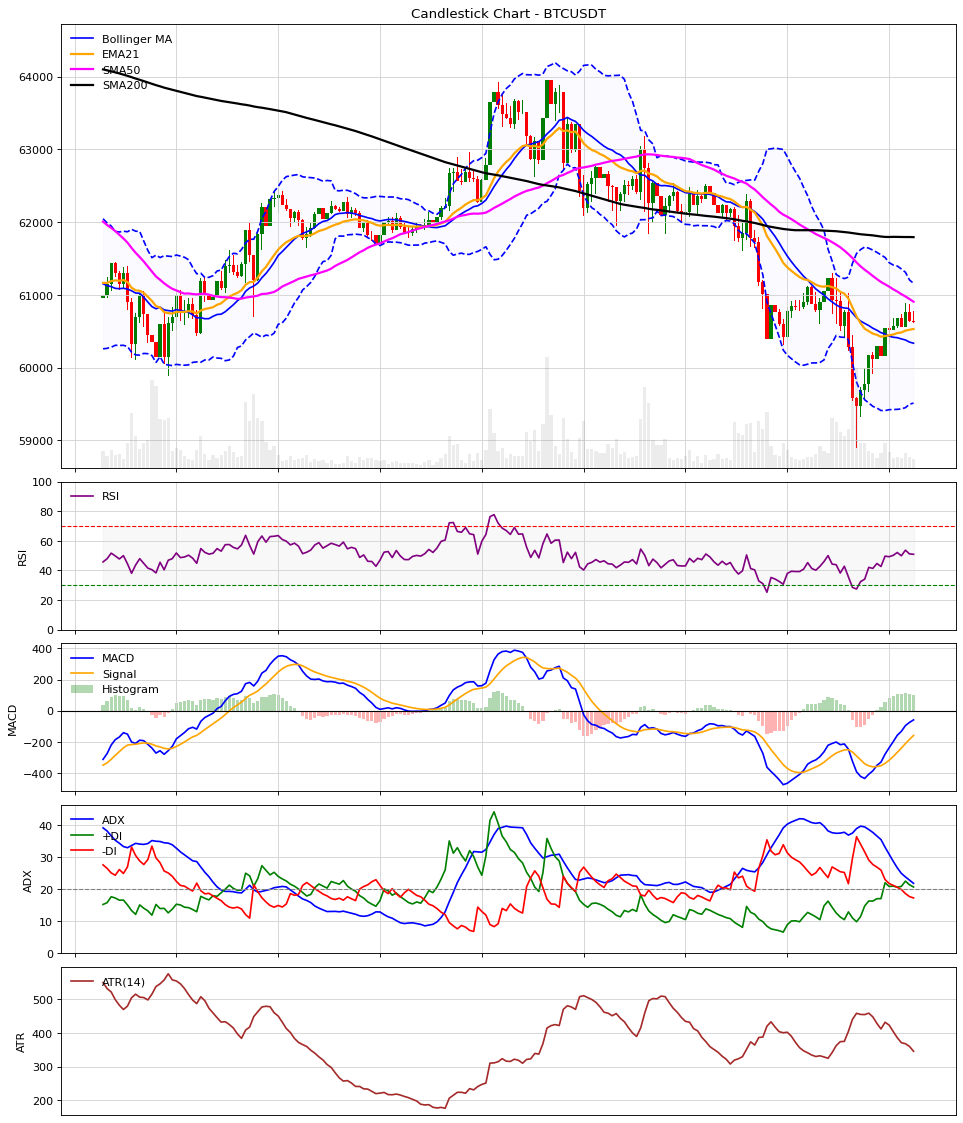 Candlestick Chart - BTCUSDT
Bollinger MA
EMA21
SMA50
SMA200
64000
63000
62000
61000
60000
59000
RSI
RSI
100
80
60
40
20
0
MACD
Signal
Histogram
MACD
400
200
0
−200
−400
ADX
+DI
-DI
ADX
40
30
20
10
0
ATR(14)
ATR
500
400
300
200